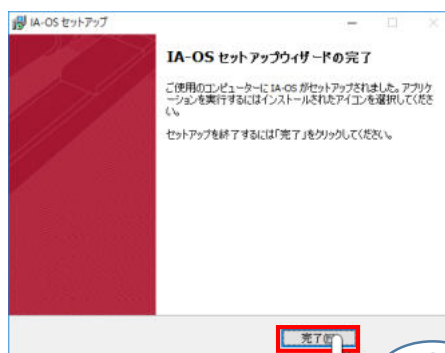 IA-OS セットアップ
IA-OS セットアップウィザードの完了
ご使用のコンピューターに IA-OS がセットアップされました。アプリケ
ーションを実行するにはインストールされたアイコンを選択してくださ
い。
セットアップを終了するには「完了」をクリックしてください。
完了(F)